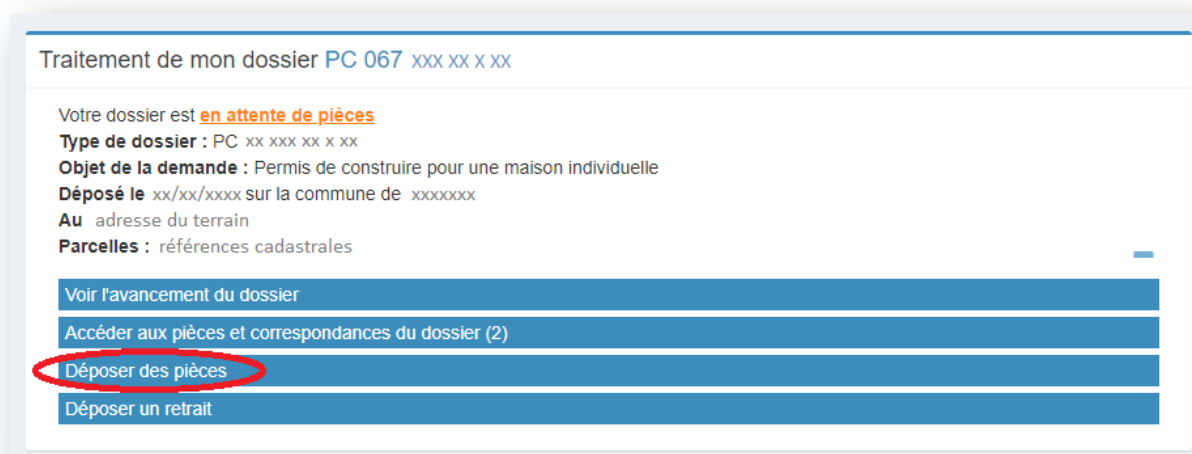 Traitement de mon dossier PC 067 xxx xx x xx
Votre dossier est en attente de pièces
Type de dossier : PC xx xxx xx x xx
Objet de la demande : Permis de construire pour une maison individuelle
Déposé le xx/xx/xxxx sur la commune de xxxxxxx
Au adresse du terrain
Parcelles : références cadastrales
Voir l'avancement du dossier
Accéder aux pièces et correspondances du dossier (2)
Déposer des pièces
Déposer un retrait